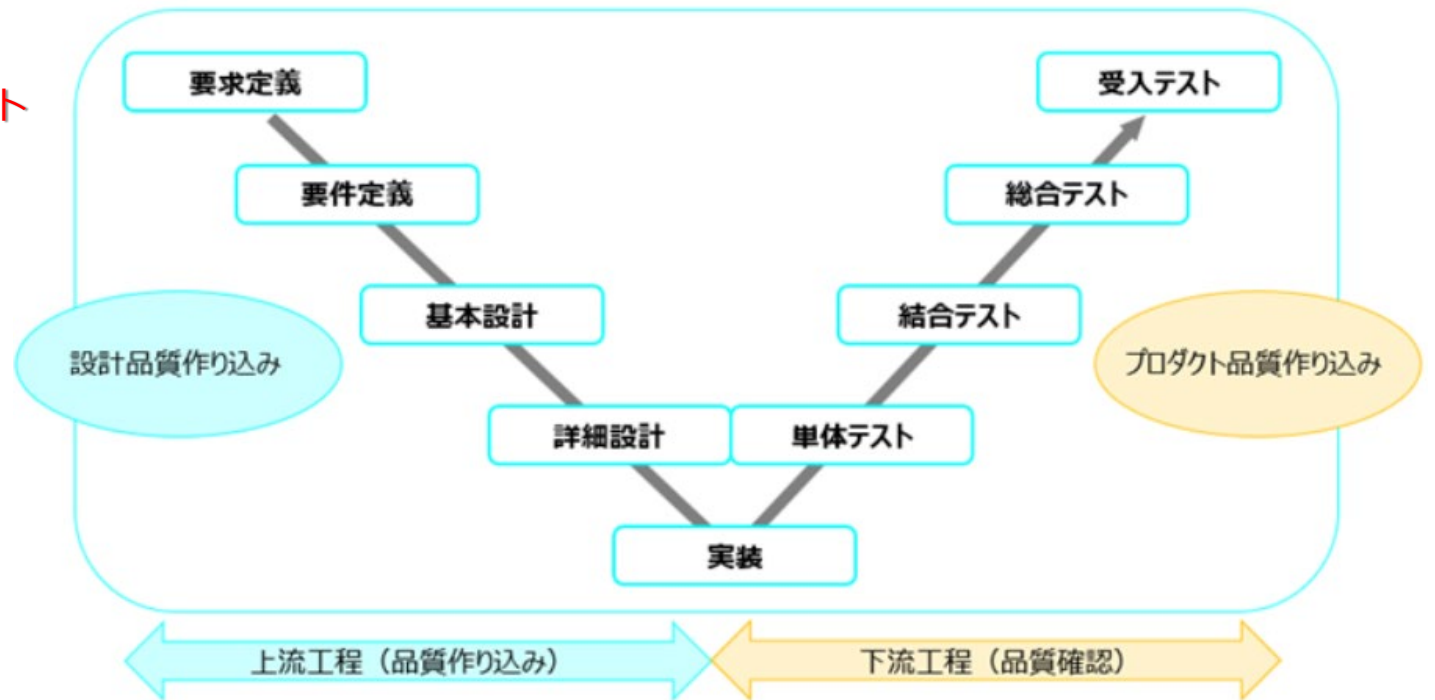 ト
要求定義
受入テスト
要件定義
総合テスト
基本設計
結合テスト
設計品質作り込み
プロダクト品質作り込み
詳細設計
単体テスト
実装
上流工程（品質作り込み）
下流工程（品質確認）